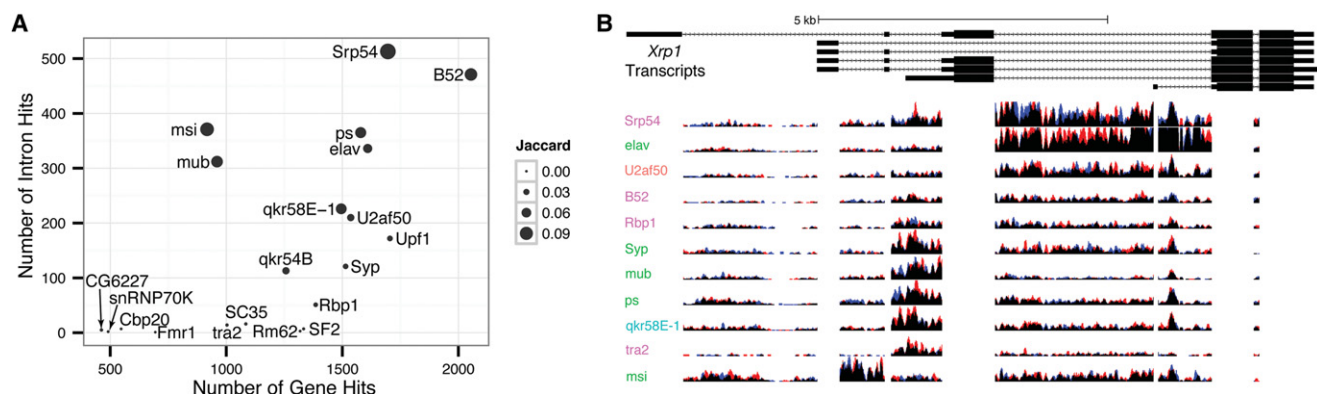 A
Number of Intron Hits
500
400
300
200
100
0
Srp54
B52
msi
ps
elav
mub
qkr58E−1
U2af50
Upf1
qkr54B
Syp
CG6227
snRNP70K
Cbp20
Fmr1
SC35
tra2
Rm62
SF2
Rbp1
500
1000
1500
2000
Number of Gene Hits
Jaccard
0.00
0.03
0.06
0.09
B
5 kb
Xrp1
Transcripts
Srp54
elav
U2af50
B52
Rbp1
Syp
mub
ps
qkr58E-1
tra2
msi